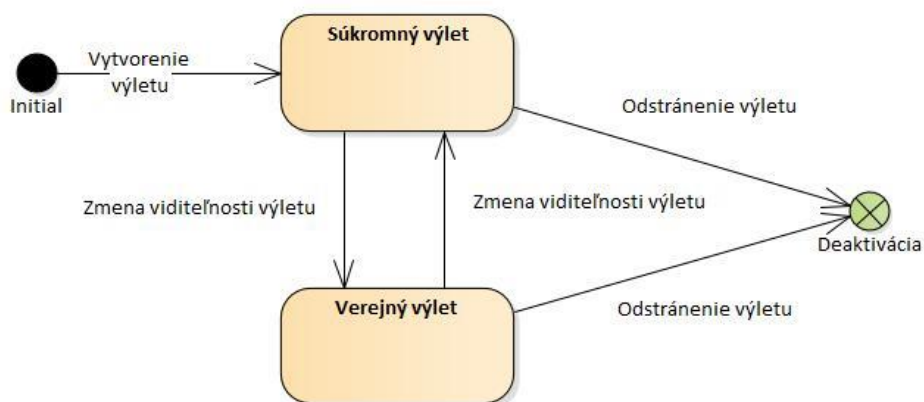 Súkromný výlet
Vytvorenie
výletu
Initial
Odstránenie výletu
Zmena viditeľnosti výletu
Zmena viditeľnosti výletu
Deaktivácia
Verejný výlet
Odstránenie výletu